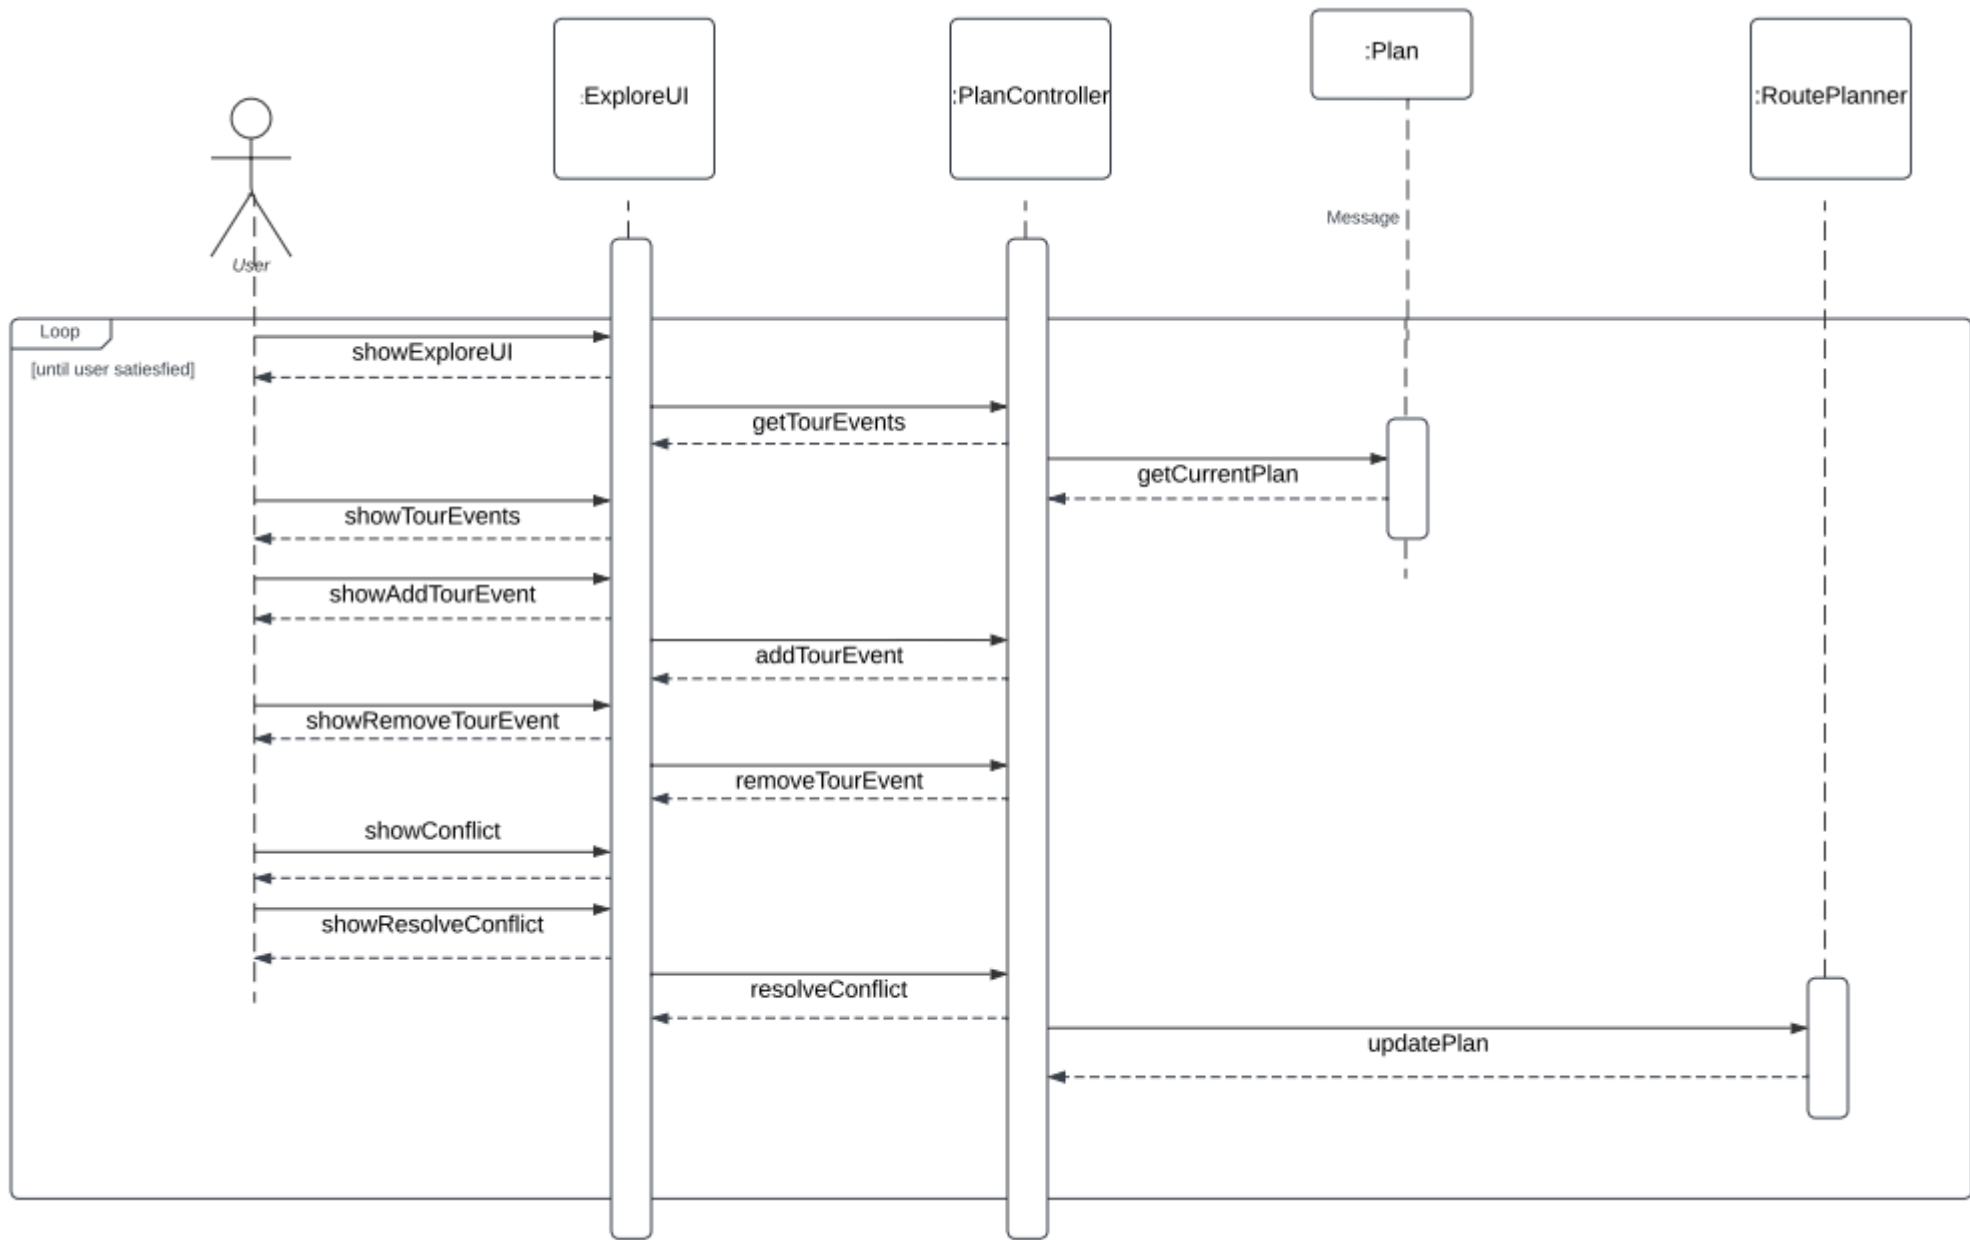 :Plan
:ExploreUI
:PlanController
:RoutePlanner
Message
User
Loop
[until user satiesfied]
showExploreUI
getTourEvents
getCurrentPlan
showTourEvents
showAddTourEvent
addTourEvent
showRemoveTourEvent
removeTourEvent
showConflict
showResolveConflict
resolveConflict
updatePlan